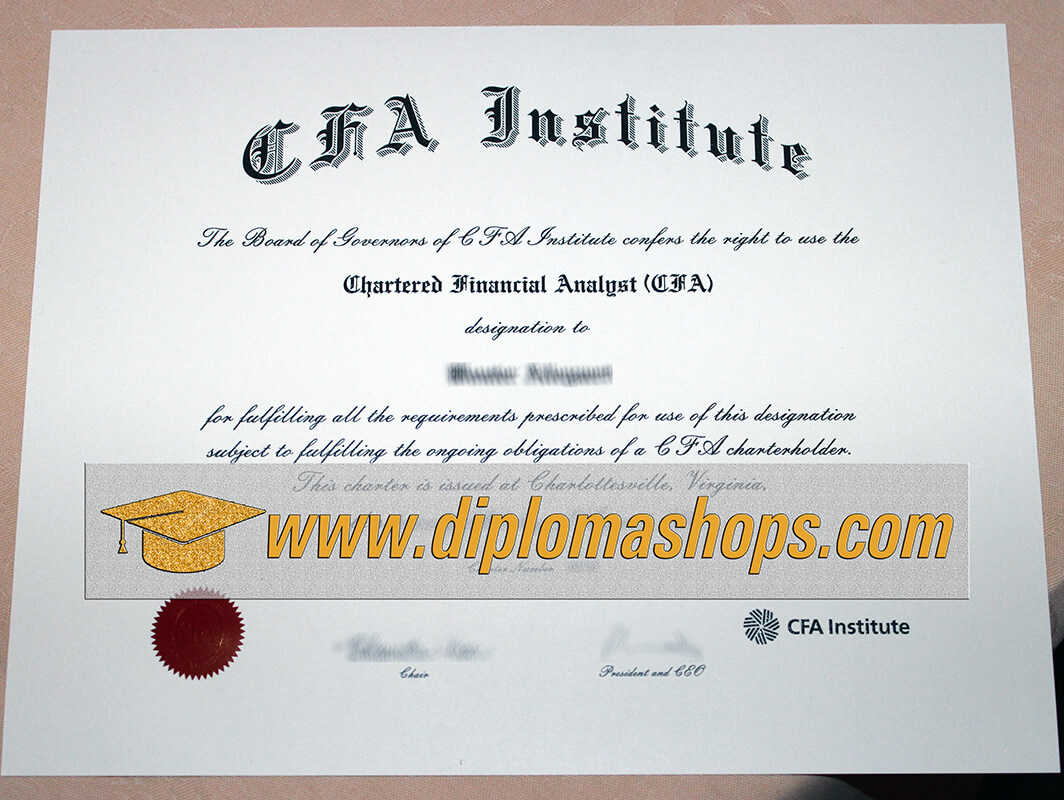 CFA Institute
The Board of Governors of CFA Institute confers the right to use the
Chartered Financial Analyst (CFA)
designation to
for fulfilling all the requirements prescribed for use of this designation
subject to fulfilling the ongoing obligations of a CFA charterholder.
This charter is issued at Charlottesville, Virginia,
www.diplomashops.com
Charter Number
CFA Institute
Chair
President and CEO